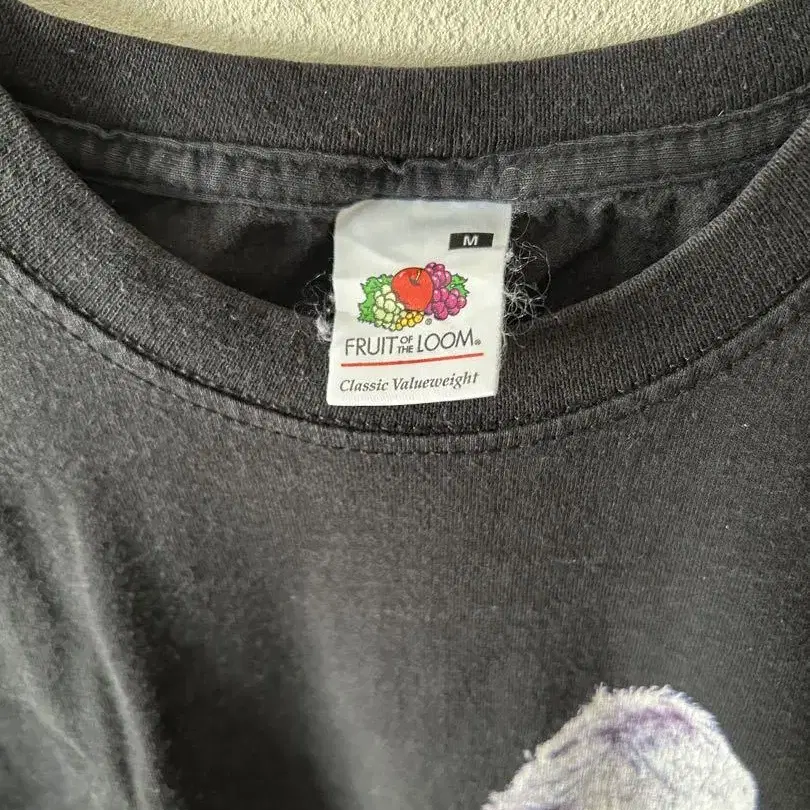 M
FRUIT OF THE LOOM®
Classic Valueweight